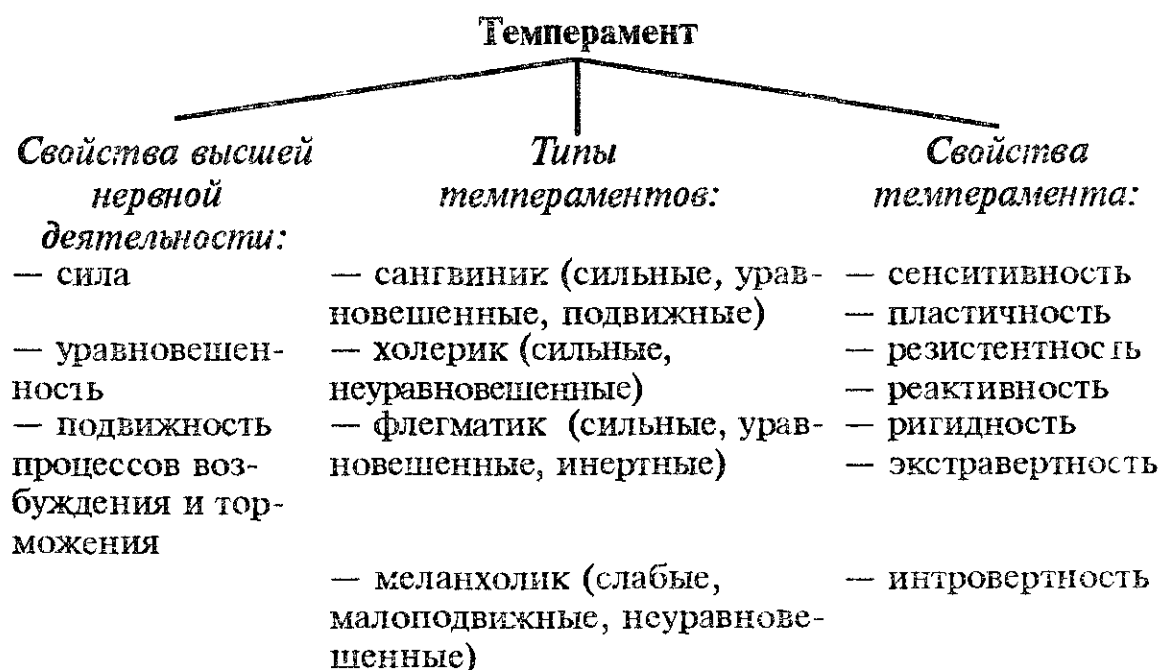 Темперамент
Свойства высшей
нервной
деятельности:
— сила
— уравновешен-
ность
— подвижность
процессов воз-
буждения и тор-
можения
Типы
темпераментов:
— сангвиник (сильные, урав-
новешенные, подвижные)
— холерик (сильные,
неуравновешенные)
— флегматик (сильные, урав-
новешенные, инертные)
— меланхолик (слабые,
малоподвижные, неуравнове-
шенные)
Свойства
темперамента:
— сенситивность
— пластичность
— резистентность
— реактивность
— ригидность
— экстравертность
— интровертность